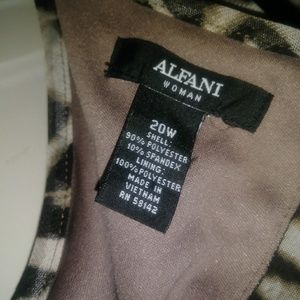 ALFANI
WOMAN
20W
SHELL:
90% POLYESTER
10% SPANDEX
LINING:
100% POLYESTER
MADE IN
VIETNAM
RN 58142